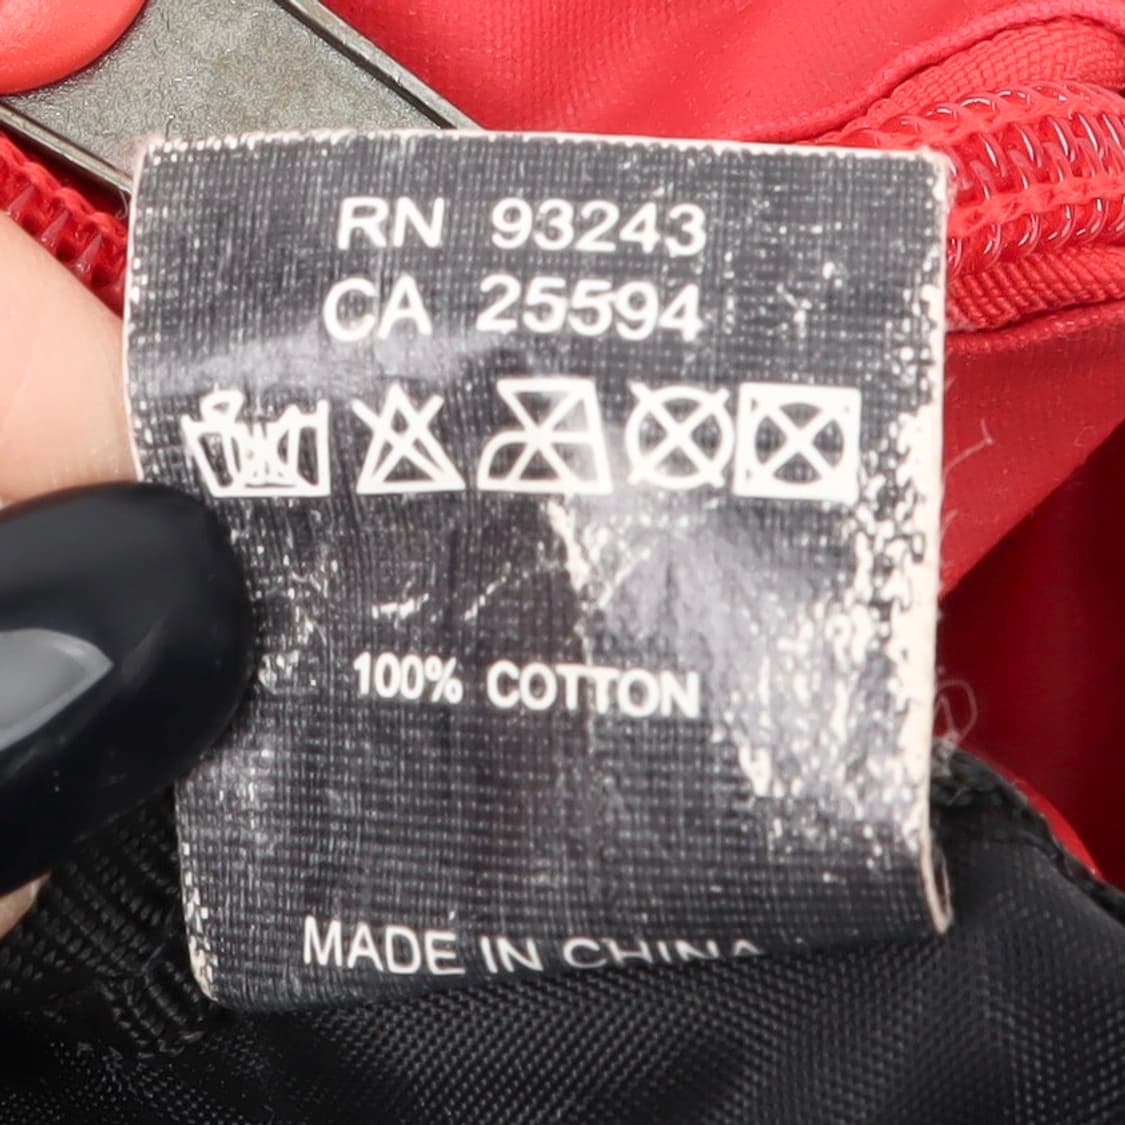 RN 93243
CA 25594
100% COTTON
MADE IN CHINA